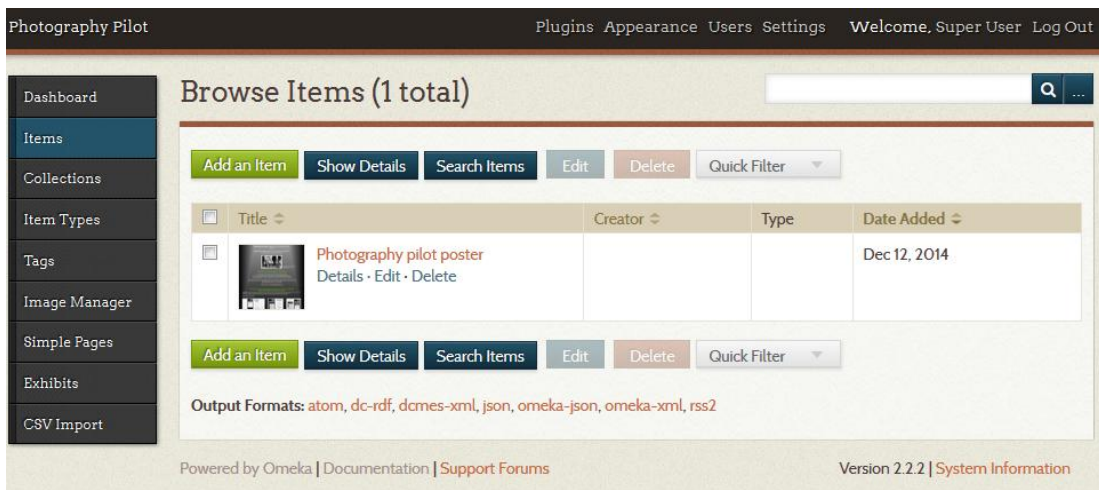 Photography Pilot Plugins Appearance Users Settings Welcome, Super User Log Out
Dashboard
Items
Collections
Item Types
Tags
Image Manager
Simple Pages
Exhibits
CSV Import
Browse Items (1 total)
...
Add an Item Show Details Search Items Edit Delete Quick Filter
Title Creator Type Date Added
Photography pilot poster Dec 12, 2014
Details · Edit · Delete
Add an Item Show Details Search Items Edit Delete Quick Filter
Output Formats: atom, dc-rdf, dcmes-xml, json, omeka-json, omeka-xml, rss2
Powered by Omeka | Documentation | Support Forums Version 2.2.2 | System Information